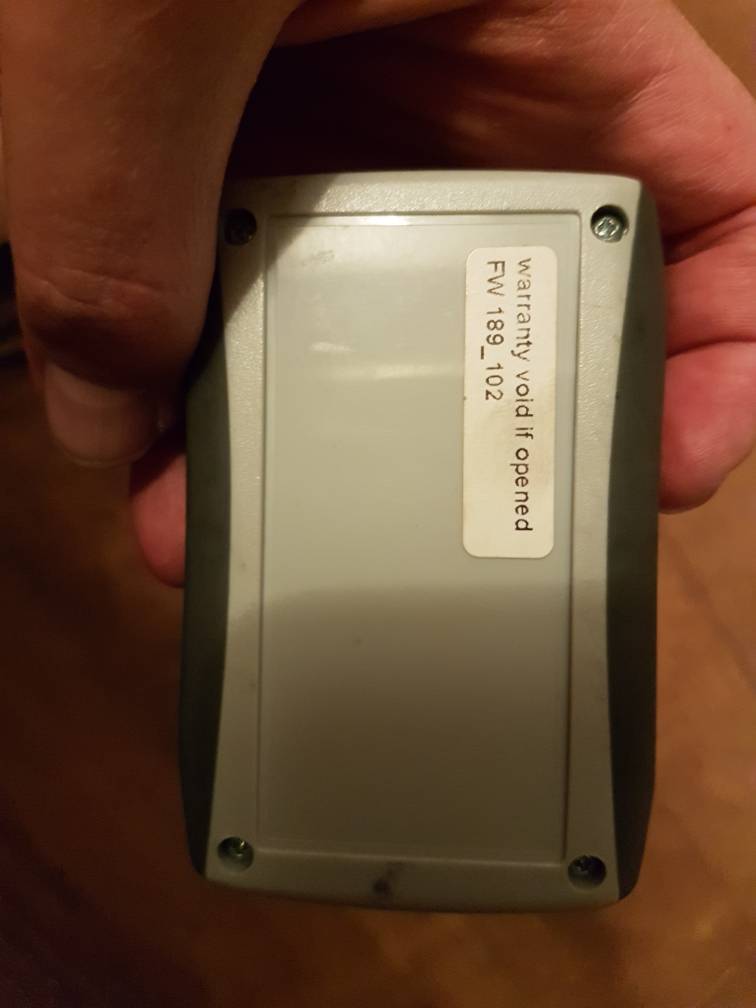 warranty void if opened
FW 189_102